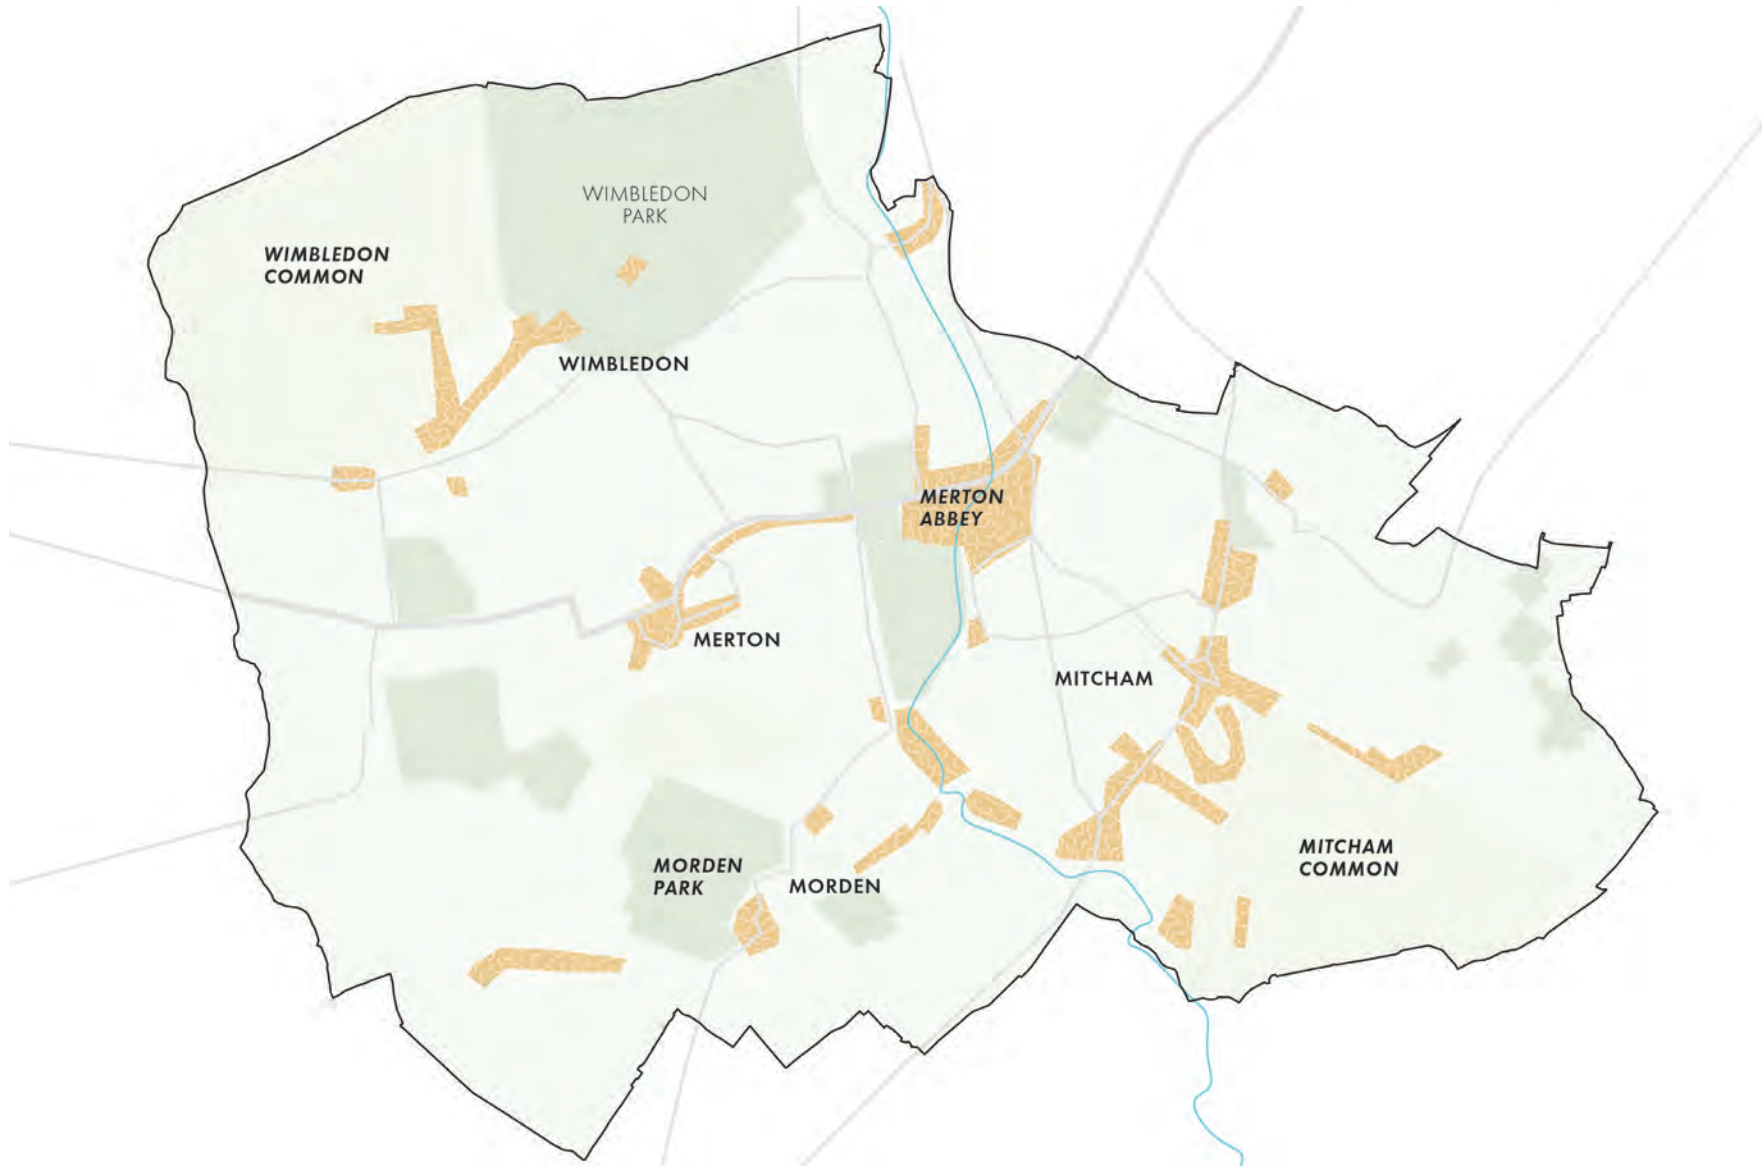 WIMBLEDON
PARK
WIMBLEDON
COMMON
WIMBLEDON
MERTON
ABBEY
MERTON
MITCHAM
MITCHAM
COMMON
MORDEN
PARK
MORDEN